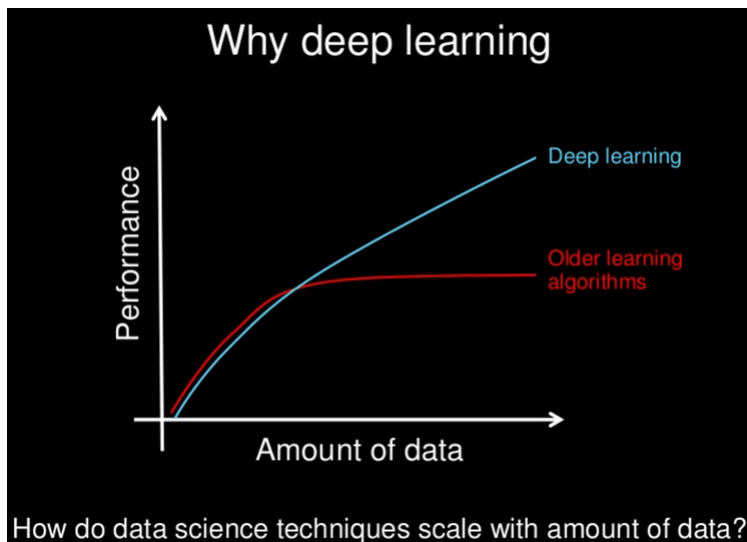 Why deep learning
Performance
Deep learning
Older learning
algorithms
Amount of data
How do data science techniques scale with amount of data?